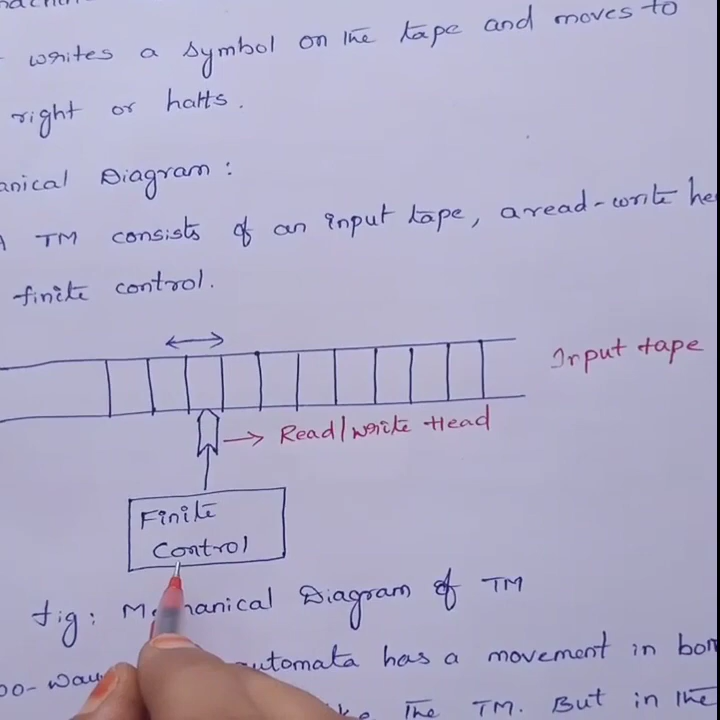 writes a symbol on the tape and moves to
right or halts.
Diagram:
TM consists of an input tape, a read-write
finite control.
Input tape
Read/Write Head
Finite
Control
Fig: Mechanical Diagram of TM
automata has a movement in
the TM. But in the